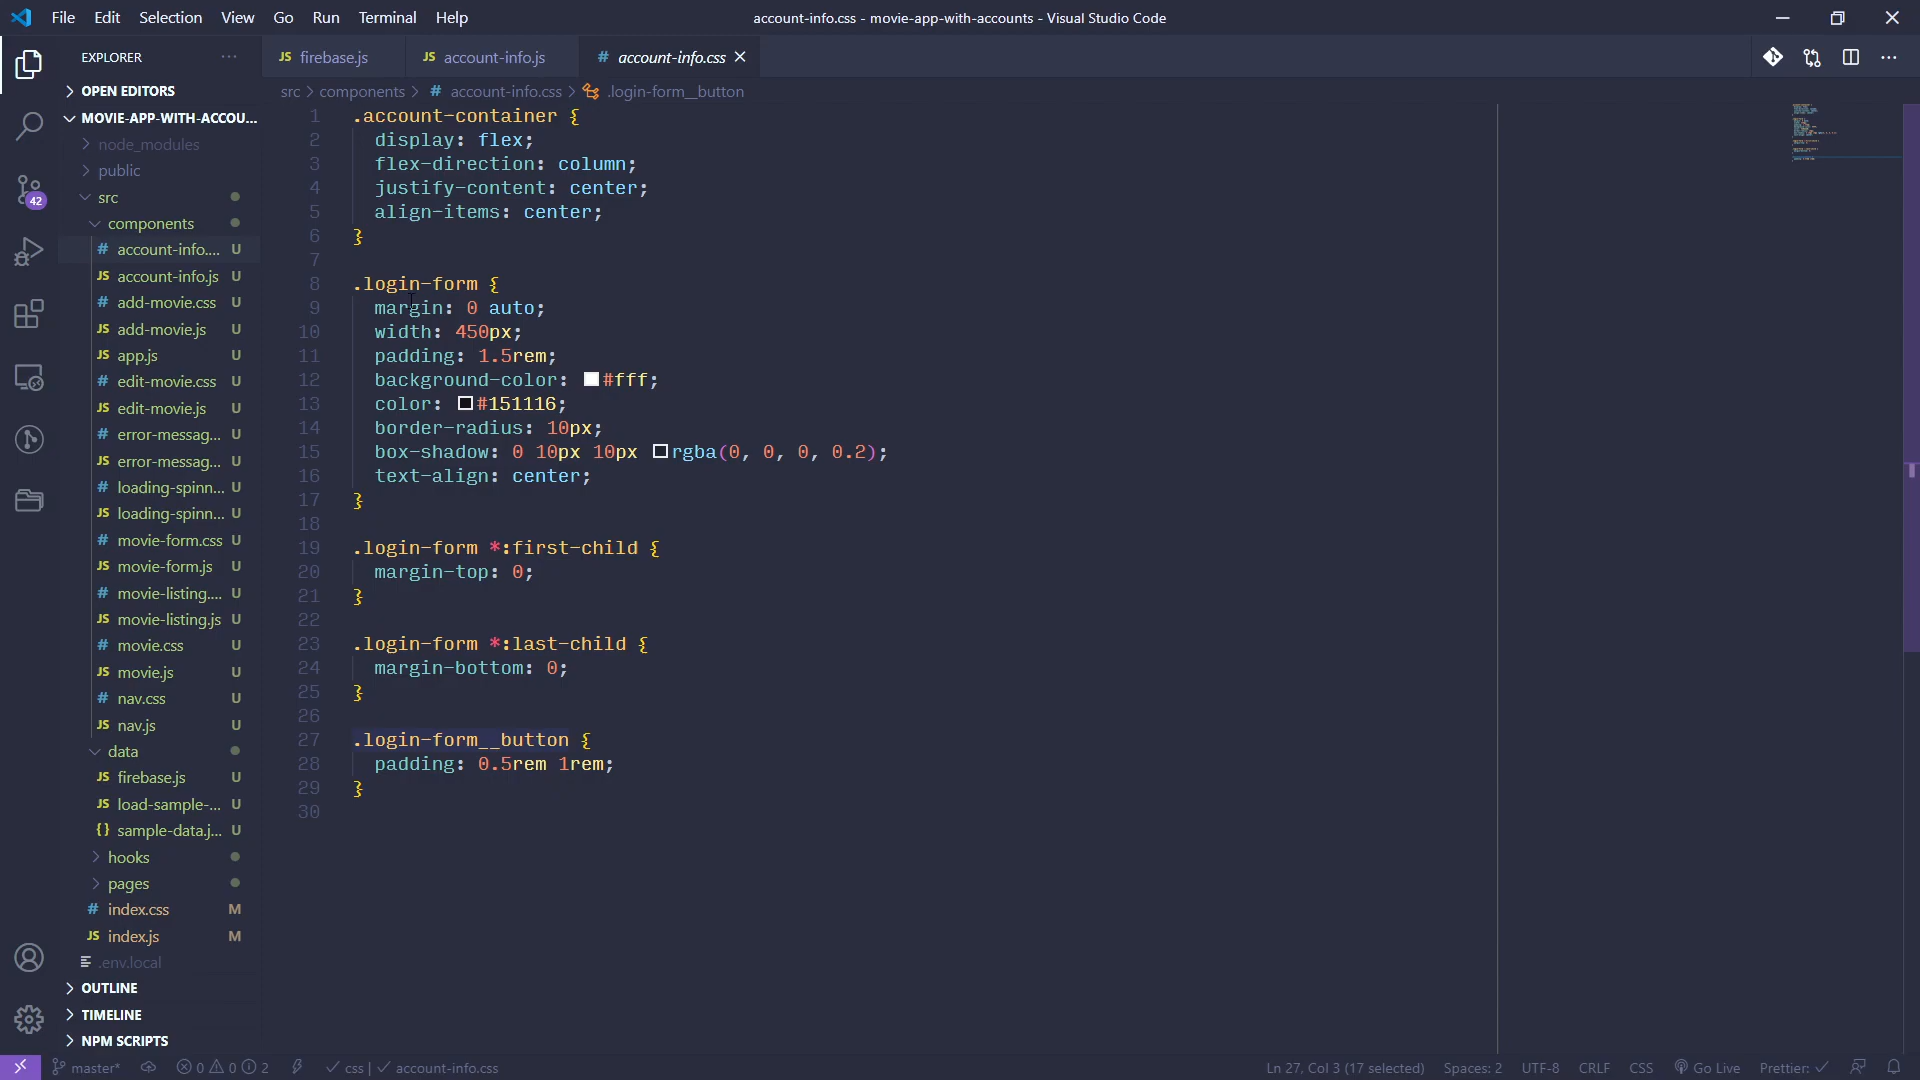 File Edit Selection View Go Run Terminal Help
account-info.css - movie-app-with-accounts - Visual Studio Code
EXPLORER
JS firebase.js
JS account-info.js
# account-info.css
OPEN EDITORS
MOVIE-APP-WITH-ACCOU...
node_modules
public
src
components
# account-info.... U
JS account-info.js U
# add-movie.css U
JS add-movie.js U
JS app.js U
# edit-movie.css U
JS edit-movie.js U
# error-messag... U
JS error-messag... U
# loading-spinn... U
JS loading-spinn... U
# movie-form.css U
JS movie-form.js U
# movie-listing.... U
JS movie-listing.js U
# movie.css U
JS movie.js U
# nav.css U
JS nav.js U
data
JS firebase.js U
JS load-sample-... U
{} sample-data.j... U
hooks
pages
# index.css M
JS index.js M
.env.local
OUTLINE
TIMELINE
NPM SCRIPTS
42
src > components > # account-info.css > .login-form__button
1 .account-container {
2 display: flex;
3 flex-direction: column;
4 justify-content: center;
5 align-items: center;
6 }
7
8 .login-form {
9 margin: 0 auto;
10 width: 450px;
11 padding: 1.5rem;
12 background-color: #fff;
13 color: #151116;
14 border-radius: 10px;
15 box-shadow: 0 10px 10px rgba(0, 0, 0, 0.2);
16 text-align: center;
17 }
18
19 .login-form *:first-child {
20 margin-top: 0;
21 }
22
23 .login-form *:last-child {
24 margin-bottom: 0;
25 }
26
27 .login-form__button {
28 padding: 0.5rem 1rem;
29 }
30
master* 0 0 2 css | account-info.css Ln 27, Col 3 (17 selected) Spaces: 2 UTF-8 CRLF CSS Go Live Prettier: